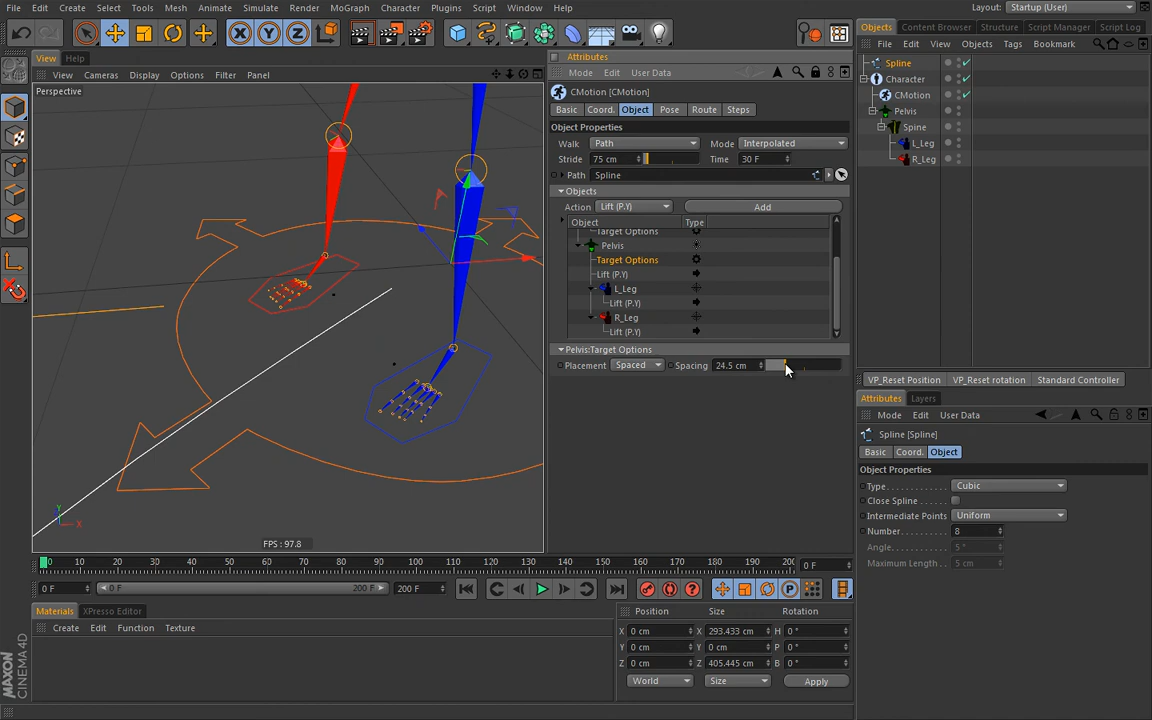 File Edit Create Select Tools Mesh Animate Simulate Render MoGraph Character Plugins Script Window Help
Layout: Startup (User)
View Help
View Cameras Display Options Filter Panel
Perspective
FPS : 97.8
Attributes
Mode Edit User Data
CMotion [CMotion]
Basic Coord. Object Pose Route Steps
Object Properties
Walk Path Mode Interpolated
Stride 75 cm Time 30 F
Path Spline
Objects
Action Lift (P.Y) Add
Object Type
Target Options
Pelvis
Target Options
Lift (P.Y)
L_Leg
Lift (P.Y)
R_Leg
Lift (P.Y)
Pelvis:Target Options
Placement Spaced Spacing 24.5 cm
Objects Content Browser Structure Script Manager Script Log
File Edit View Objects Tags Bookmark
Spline
Character
CMotion
Pelvis
Spine
L_Leg
R_Leg
VP_Reset Position VP_Reset rotation Standard Controller
Attributes Layers
Mode Edit User Data
Spline [Spline]
Basic Coord. Object
Object Properties
Type Cubic
Close Spline
Intermediate Points Uniform
Number 8
Angle 5 °
Maximum Length 5 cm
0 10 20 30 40 50 60 70 80 90 100 110 120 130 140 150 160 170 180 190 200 0 F
0 F 0 F 200 F 200 F
Materials XPresso Editor
Create Edit Function Texture
Position Size Rotation
X 0 cm X 293.433 cm H 0 °
Y 0 cm Y 0 cm P 0 °
Z 0 cm Z 405.445 cm B 0 °
World Size Apply
MAXON
CINEMA 4D